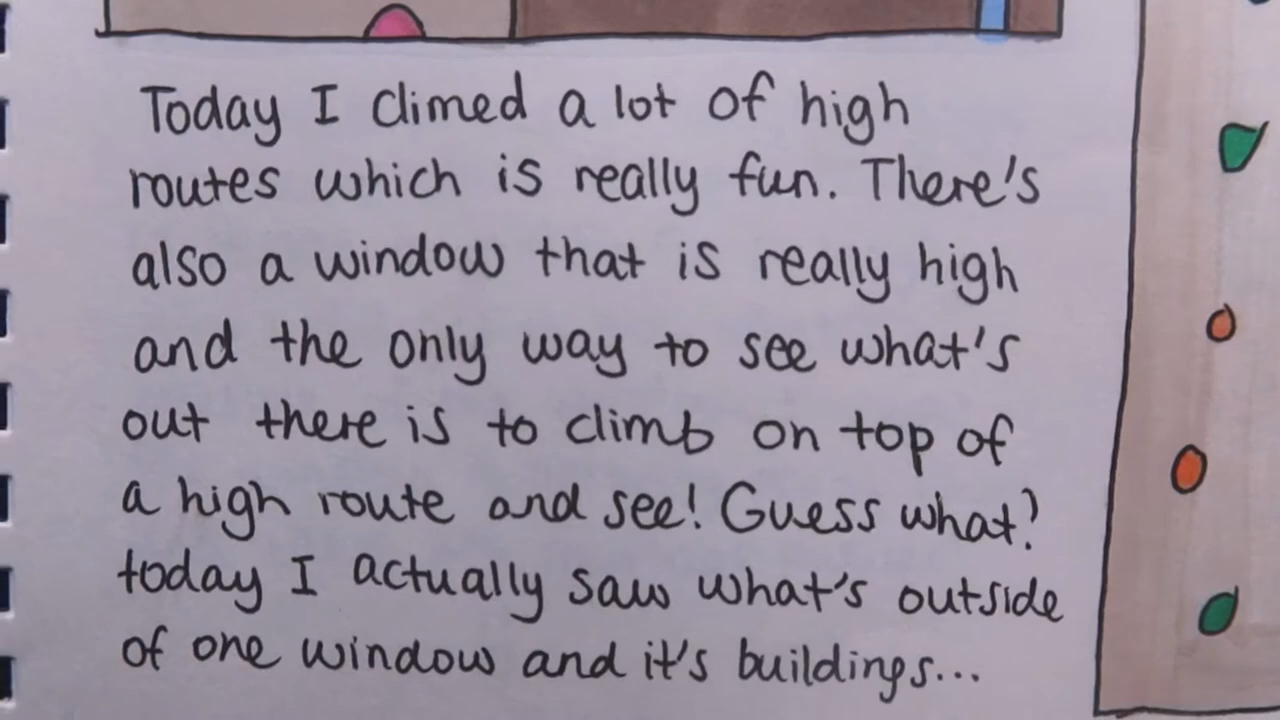 Today I climed a lot of high
routes which is really fun. There's
also a window that is really high
and the only way to see what's
out there is to climb on top of
a high route and see! Guess what?
today I actually saw what's outside
of one window and it's buildings...